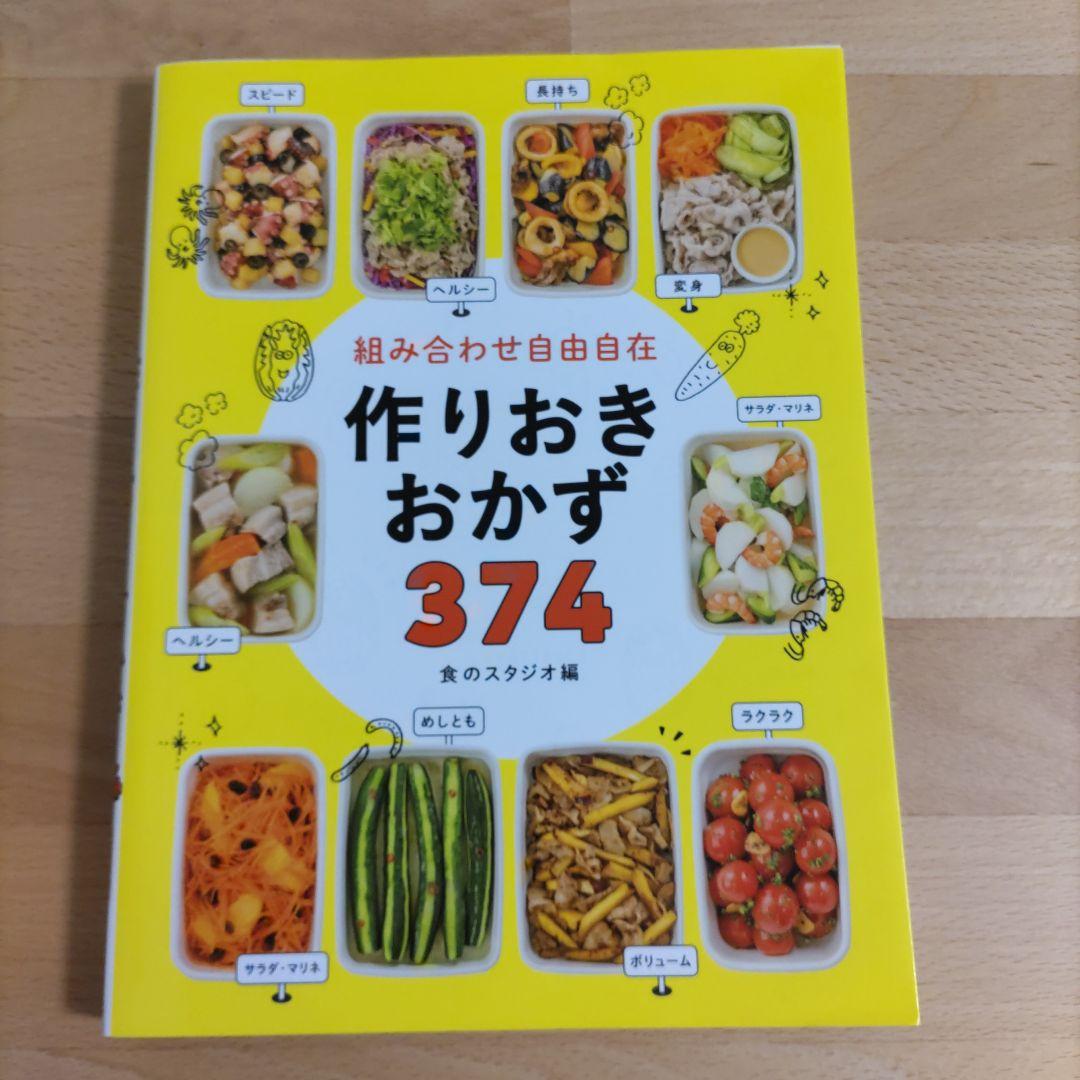 スピード
長持ち
ヘルシー
変身
組み合わせ自由自在
作りおき
おかず
374
食のスタジオ編
サラダ・マリネ
ヘルシー
めしとも
ラクラク
サラダ・マリネ
ボリューム